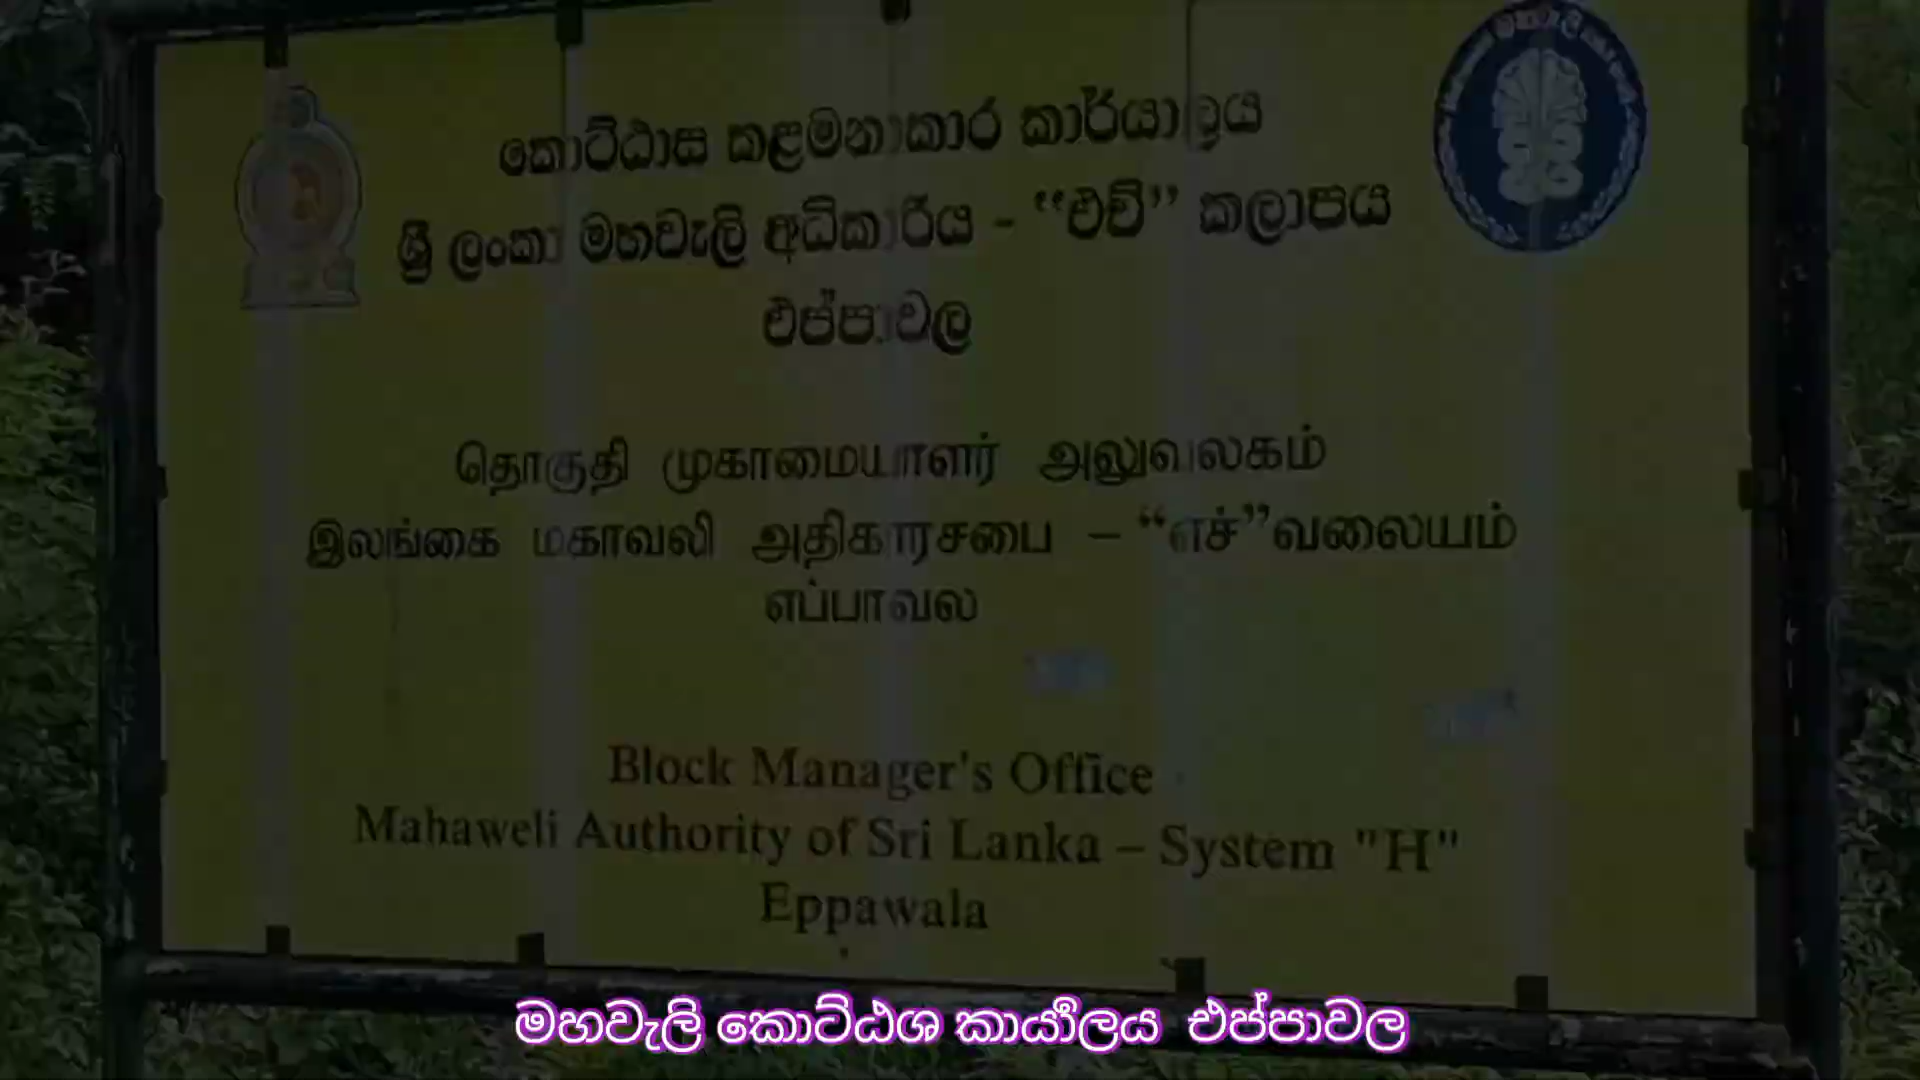 කොට්ඨාස කළමනාකාර කාර්යාලය
ශ්‍රී ලංකා මහවැලි අධිකාරිය - “එච්” කලාපය
එප්පාවල
தொகுதி முகாமையாளர் அலுவலகம்
இலங்கை மகாவலி அதிகாரசபை – “எச்” வலையம்
எப்பாவல
Block Manager's Office
Mahaweli Authority of Sri Lanka – System "H"
Eppawala
මහවැලි කොට්ඨශ කාර්‍යාලය එප්පාවල